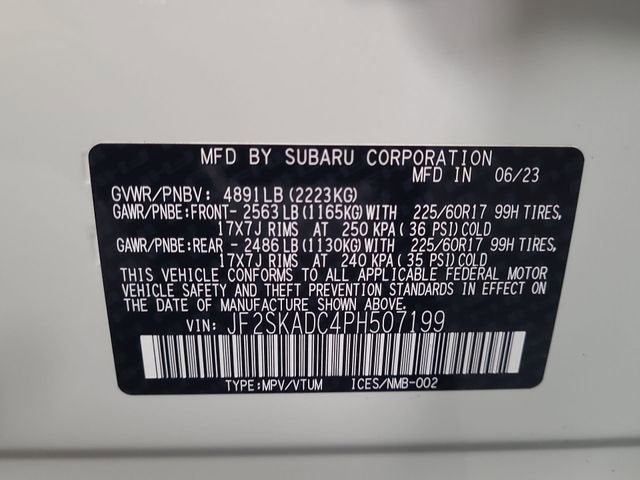 MFD BY SUBARU CORPORATION
MFD IN 06/23
GVWR/PNBV: 4891LB (2223KG)
GAWR/PNBE:FRONT- 2563LB (1165KG) WITH 225/60R17 99H TIRES,
17X7J RIMS AT 250 KPA ( 36 PSI) COLD
GAWR/PNBE:REAR - 2486LB (1130KG) WITH 225/60R17 99H TIRES,
17X7J RIMS AT 240 KPA ( 35 PSI) COLD
THIS VEHICLE CONFORMS TO ALL APPLICABLE FEDERAL MOTOR
VEHICLE SAFETY AND THEFT PREVENTION STANDARDS IN EFFECT ON
THE DATE OF MANUFACTURE SHOWN ABOVE.
VIN: JF2SKADC4PH507199
TYPE:MPV/VTUM ICES/NMB-002